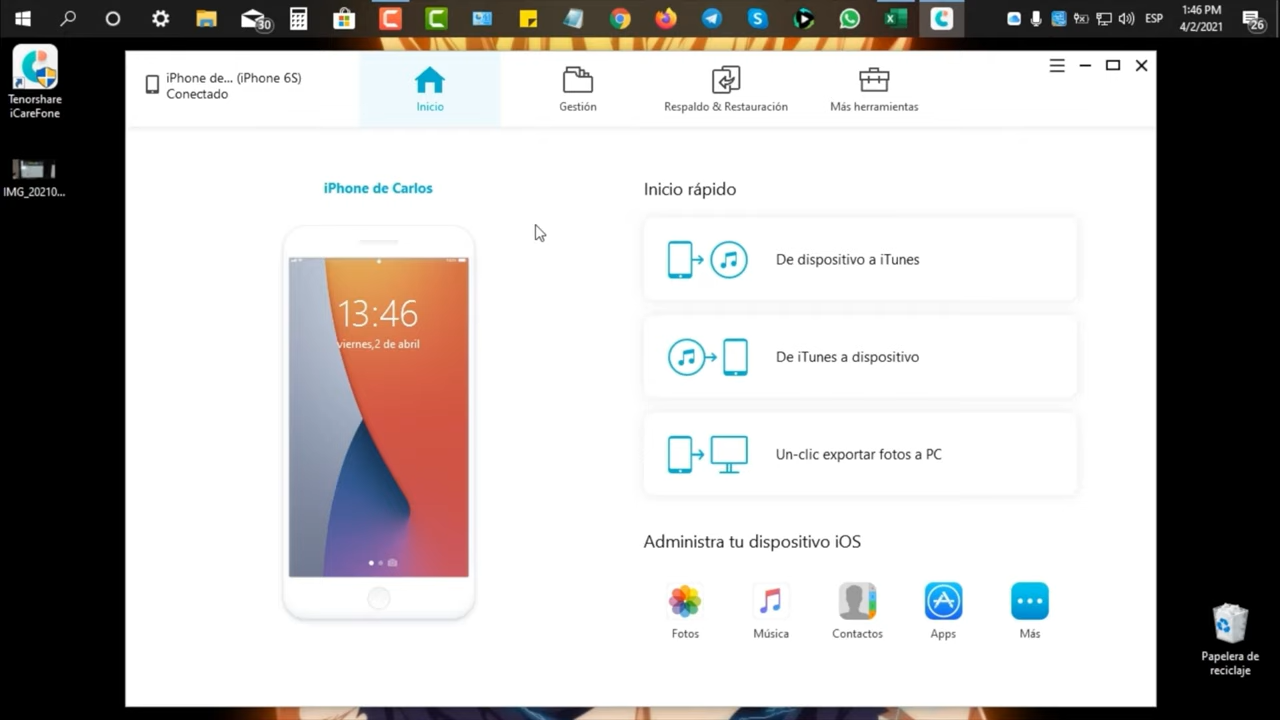 30
ESP
1:46 PM
4/2/2021
26
Tenorshare
iCareFone
IMG_20210...
iPhone de... (iPhone 6S)
Conectado
Inicio
Gestión
Respaldo & Restauración
Más herramientas
iPhone de Carlos
13:46
viernes,2 de abril
Inicio rápido
De dispositivo a iTunes
De iTunes a dispositivo
Un-clic exportar fotos a PC
Administra tu dispositivo iOS
Fotos
Música
Contactos
Apps
Más
Papelera de
reciclaje